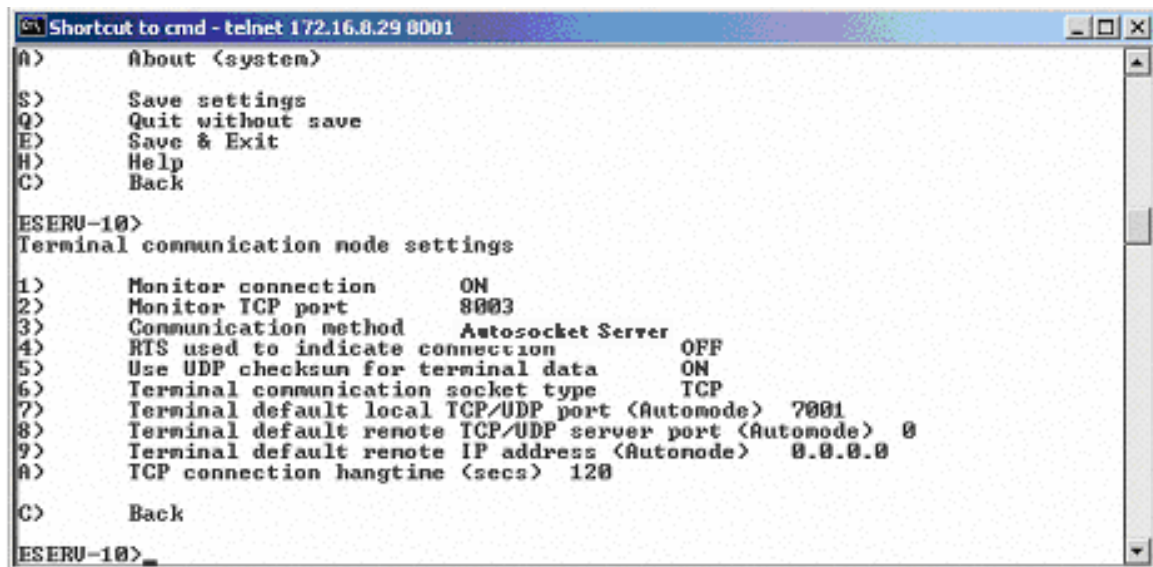 Shortcut to cmd - telnet 172.16.8.29 8001
A> About (system)
S> Save settings
Q> Quit without save
E> Save & Exit
H> Help
C> Back
ESERV-10>
Terminal communication mode settings
1> Monitor connection ON
2> Monitor TCP port 8003
3> Communication method Autosocket Server
4> RTS used to indicate connection OFF
5> Use UDP checksum for terminal data ON
6> Terminal communication socket type TCP
7> Terminal default local TCP/UDP port (Automode) 7001
8> Terminal default remote TCP/UDP server port (Automode) 0
9> Terminal default remote IP address (Automode) 0.0.0.0
A> TCP connection hangtime (secs) 120
C> Back
ESERV-10>_